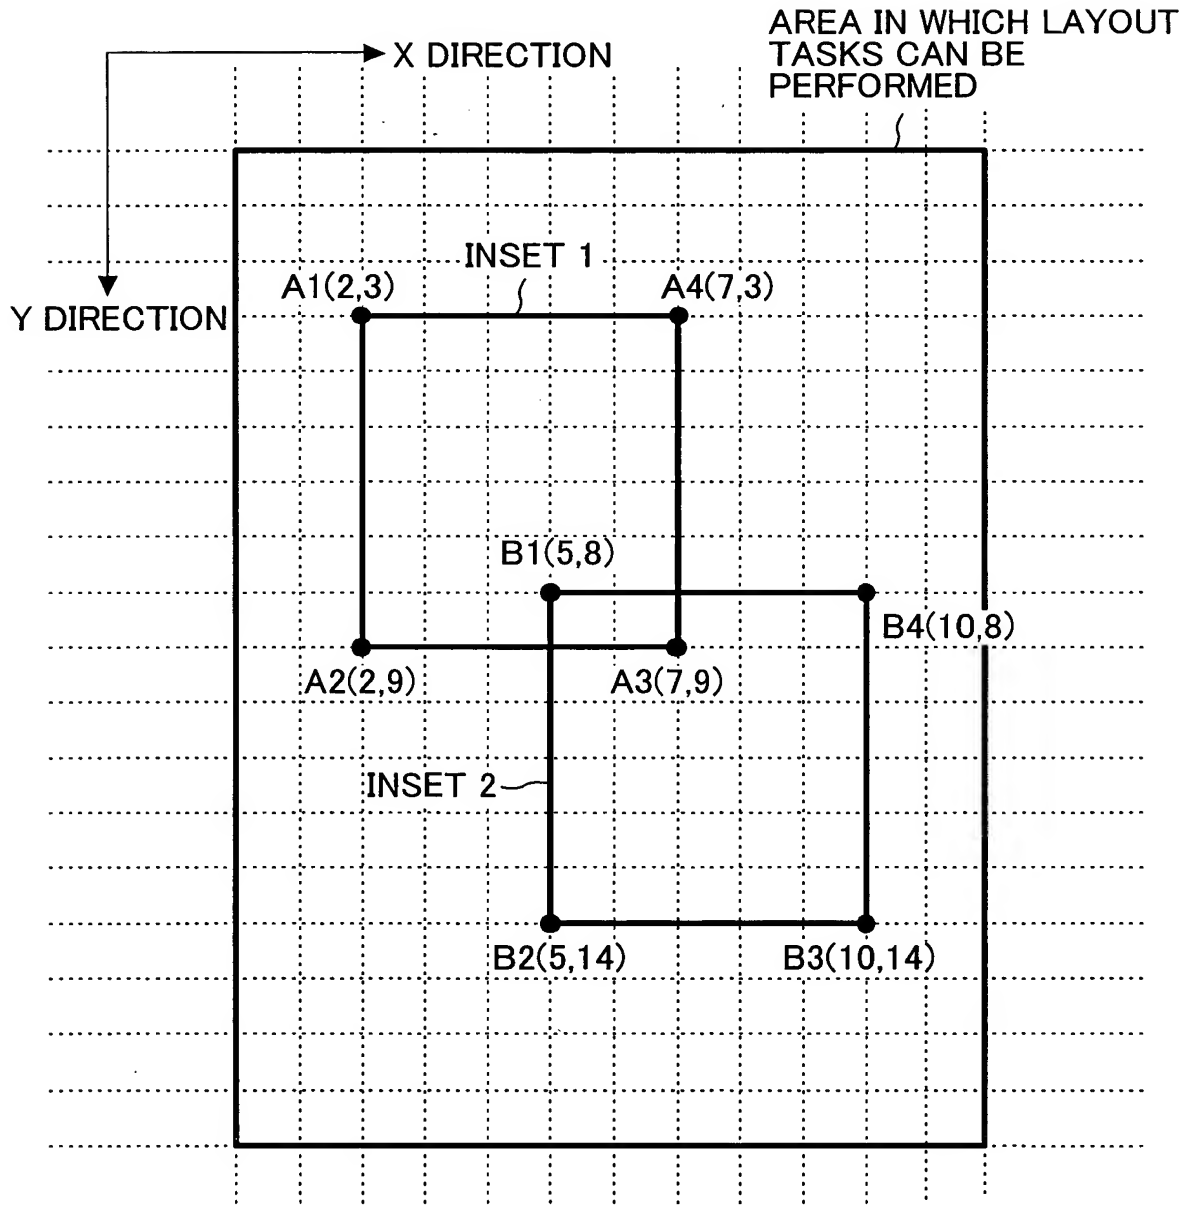 AREA IN WHICH LAYOUT
TASKS CAN BE
PERFORMED
X DIRECTION
INSET 1
A1(2,3)
A4(7,3)
Y DIRECTION
B1(5,8)
B4(10,8)
A2(2,9)
A3(7,9)
INSET 2
B2(5,14)
B3(10,14)